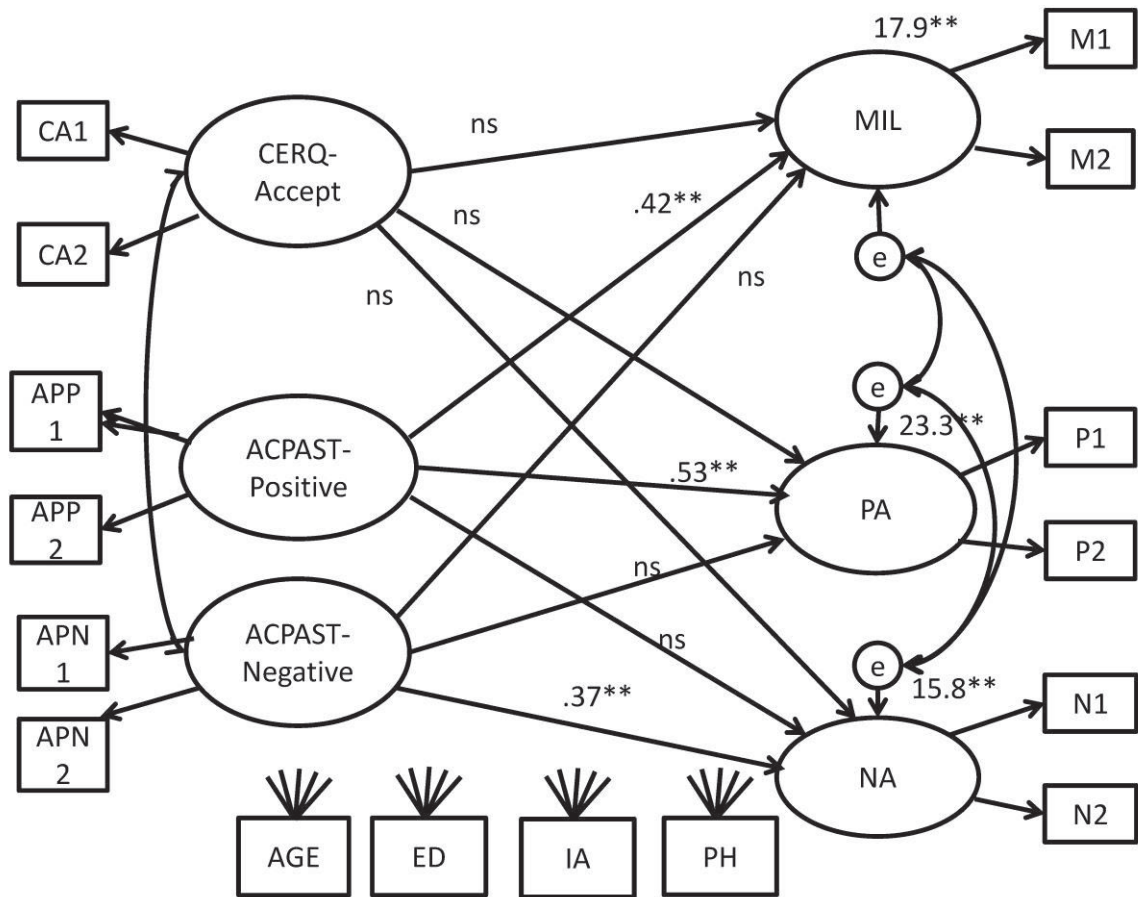 17.9**
M1
MIL
M2
CA1
CERQ-
Accept
CA2
ns
ns
.42**
ns
ns
e
e
APP
1
ACPAST-
Positive
APP
2
.53**
23.3**
P1
PA
P2
ns
APN
1
ACPAST-
Negative
APN
2
ns
.37**
e
15.8**
N1
NA
N2
AGE
ED
IA
PH